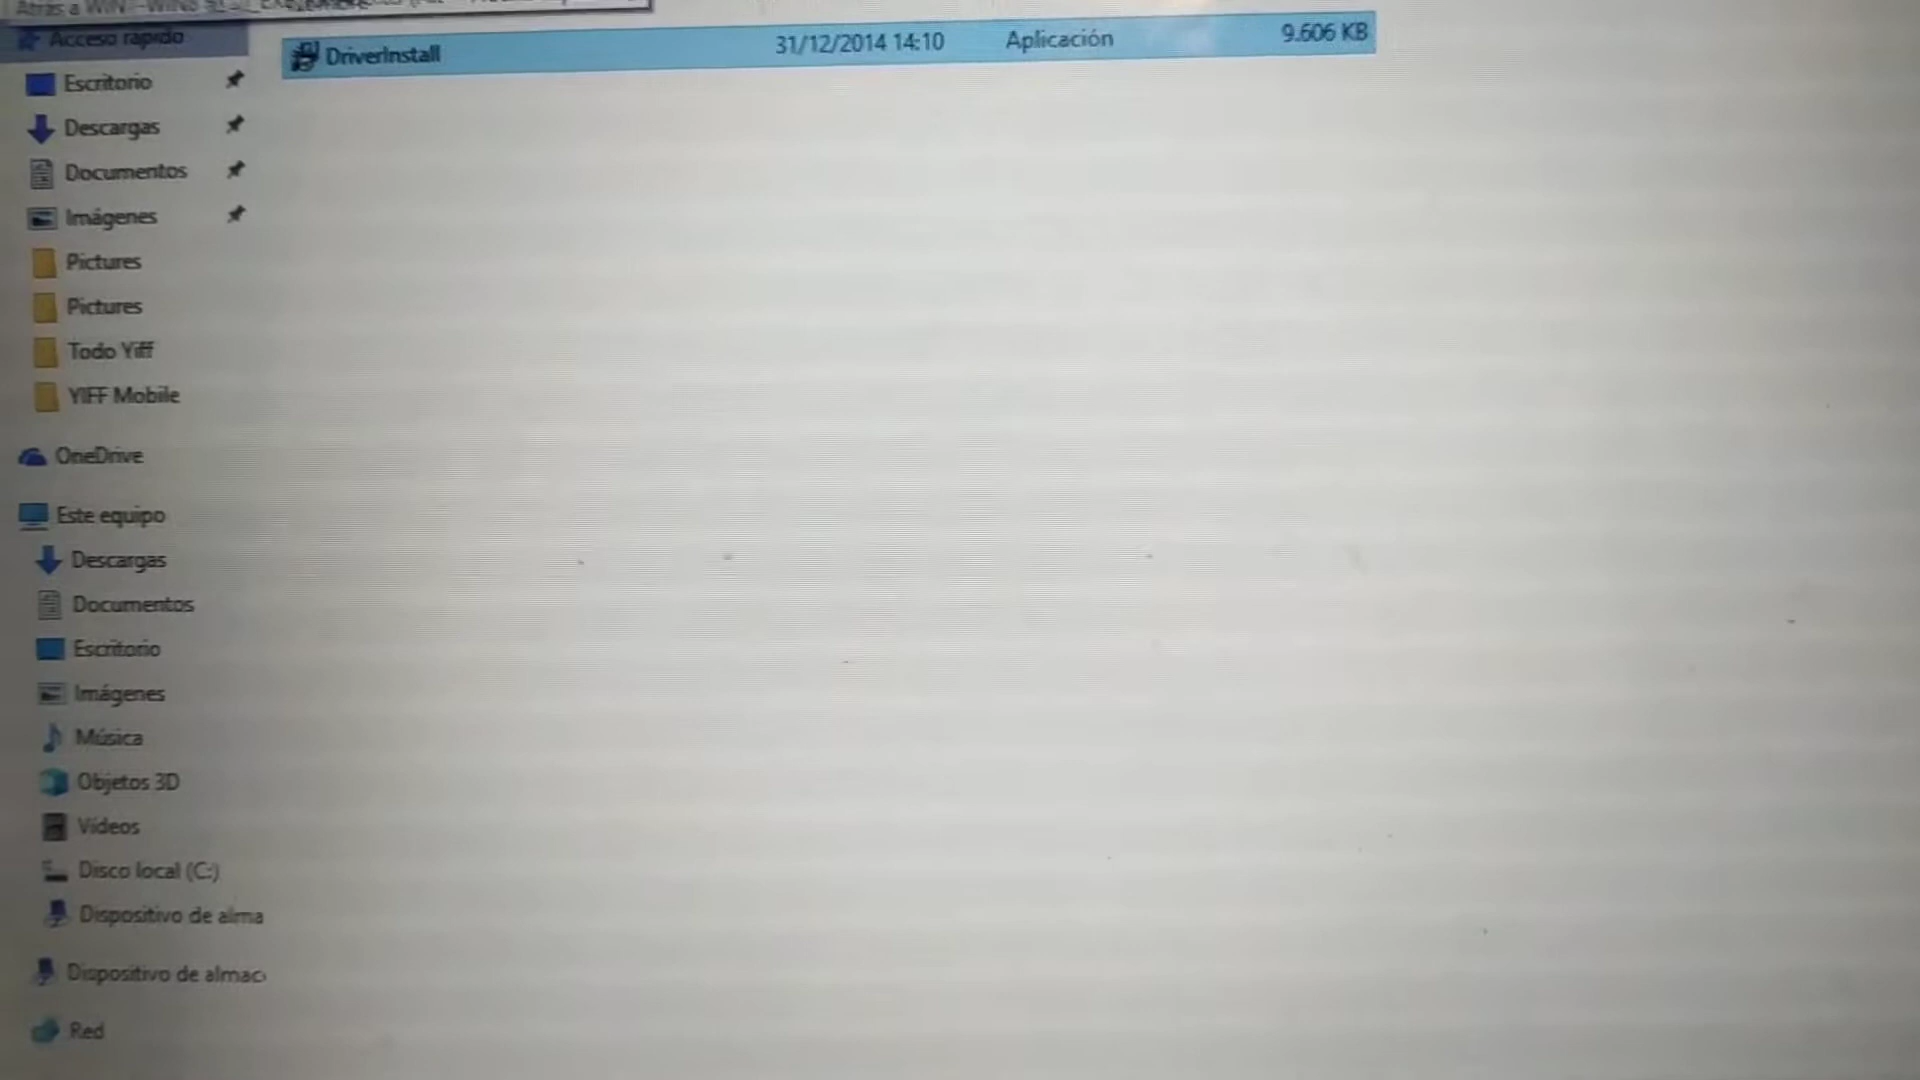 Atrás a WIN
Acceso rápido
DriverInstall 31/12/2014 14:10 Aplicación 9.606 KB
Escritorio
Descargas
Documentos
Imágenes
Pictures
Pictures
Todo Yiff
YIFF Mobile
OneDrive
Este equipo
Descargas
Documentos
Escritorio
Imágenes
Música
Objetos 3D
Vídeos
Disco local (C:)
Dispositivo de alma
Dispositivo de almac
Red